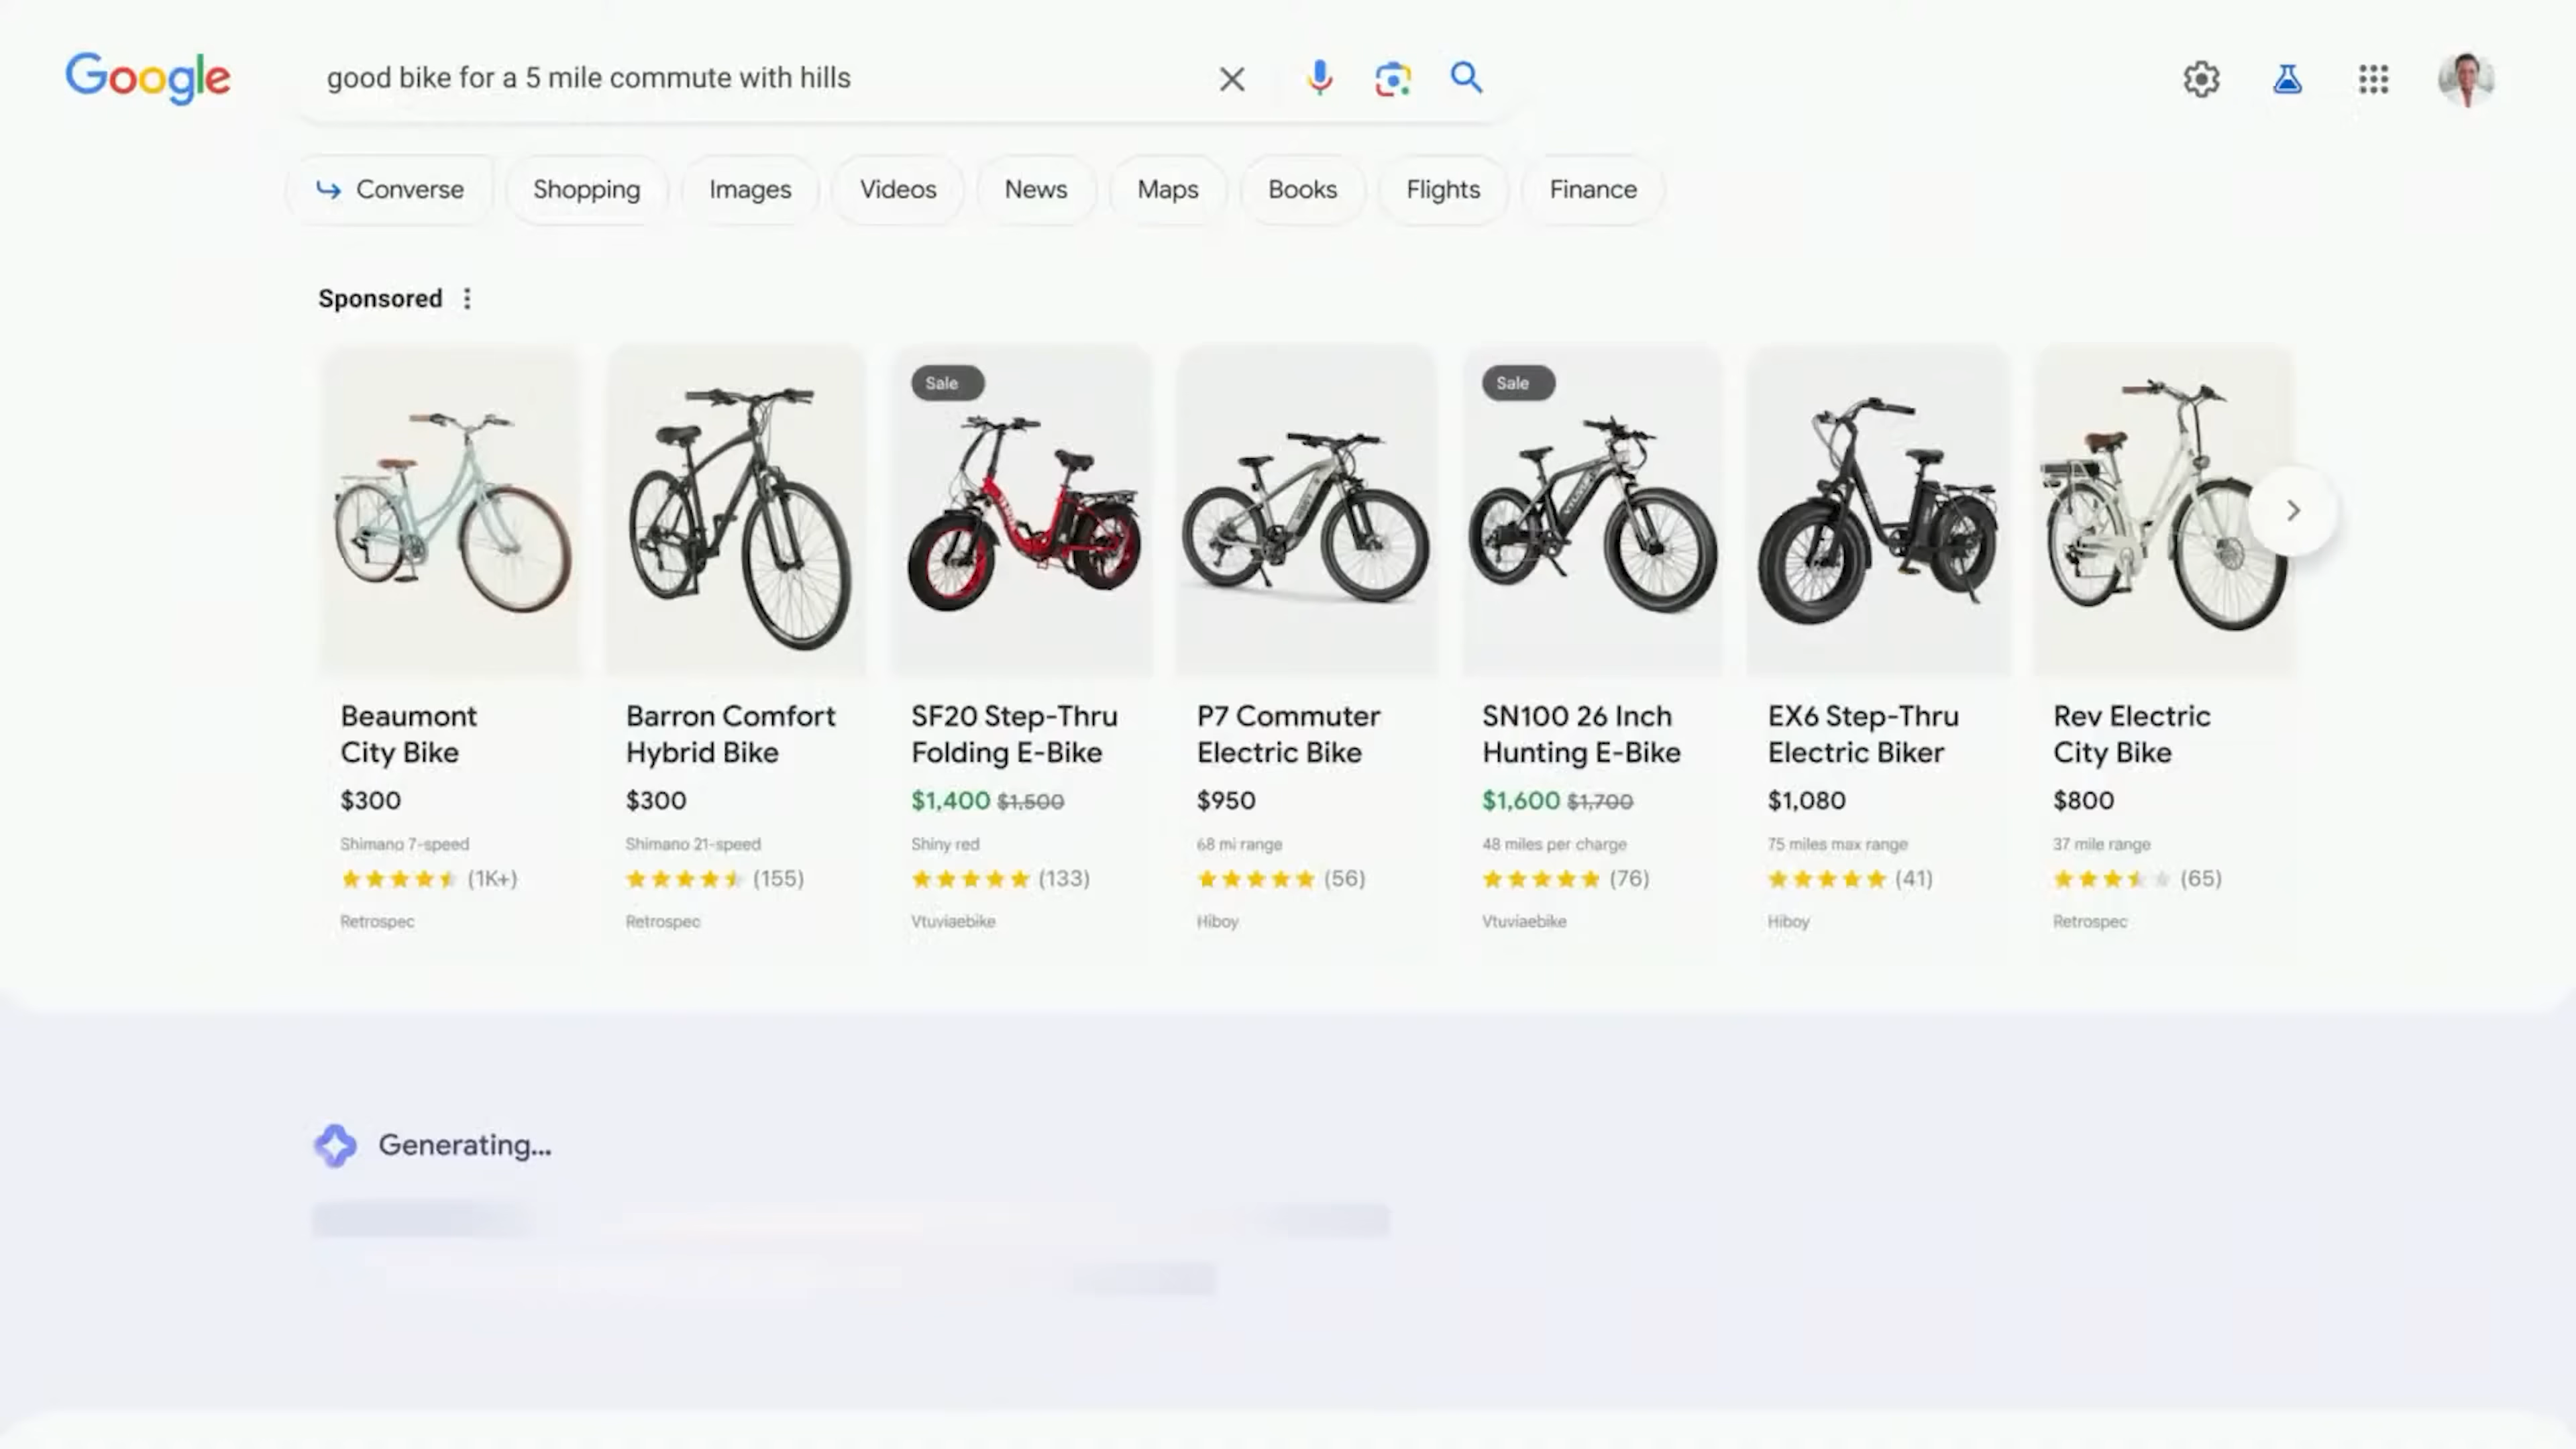 Google
good bike for a 5 mile commute with hills
Converse
Shopping
Images
Videos
News
Maps
Books
Flights
Finance
Sponsored
Sale
Sale
Beaumont
City Bike
$300
Shimano 7-speed
(1K+)
Retrospec
Barron Comfort
Hybrid Bike
$300
Shimano 21-speed
(155)
Retrospec
SF20 Step-Thru
Folding E-Bike
$1,400 $1,500
Shiny red
(133)
Vtuviaebike
P7 Commuter
Electric Bike
$950
68 mi range
(56)
Hiboy
SN100 26 Inch
Hunting E-Bike
$1,600 $1,700
48 miles per charge
(76)
Vtuviaebike
EX6 Step-Thru
Electric Biker
$1,080
75 miles max range
(41)
Hiboy
Rev Electric
City Bike
$800
37 mile range
(65)
Retrospec
Generating...